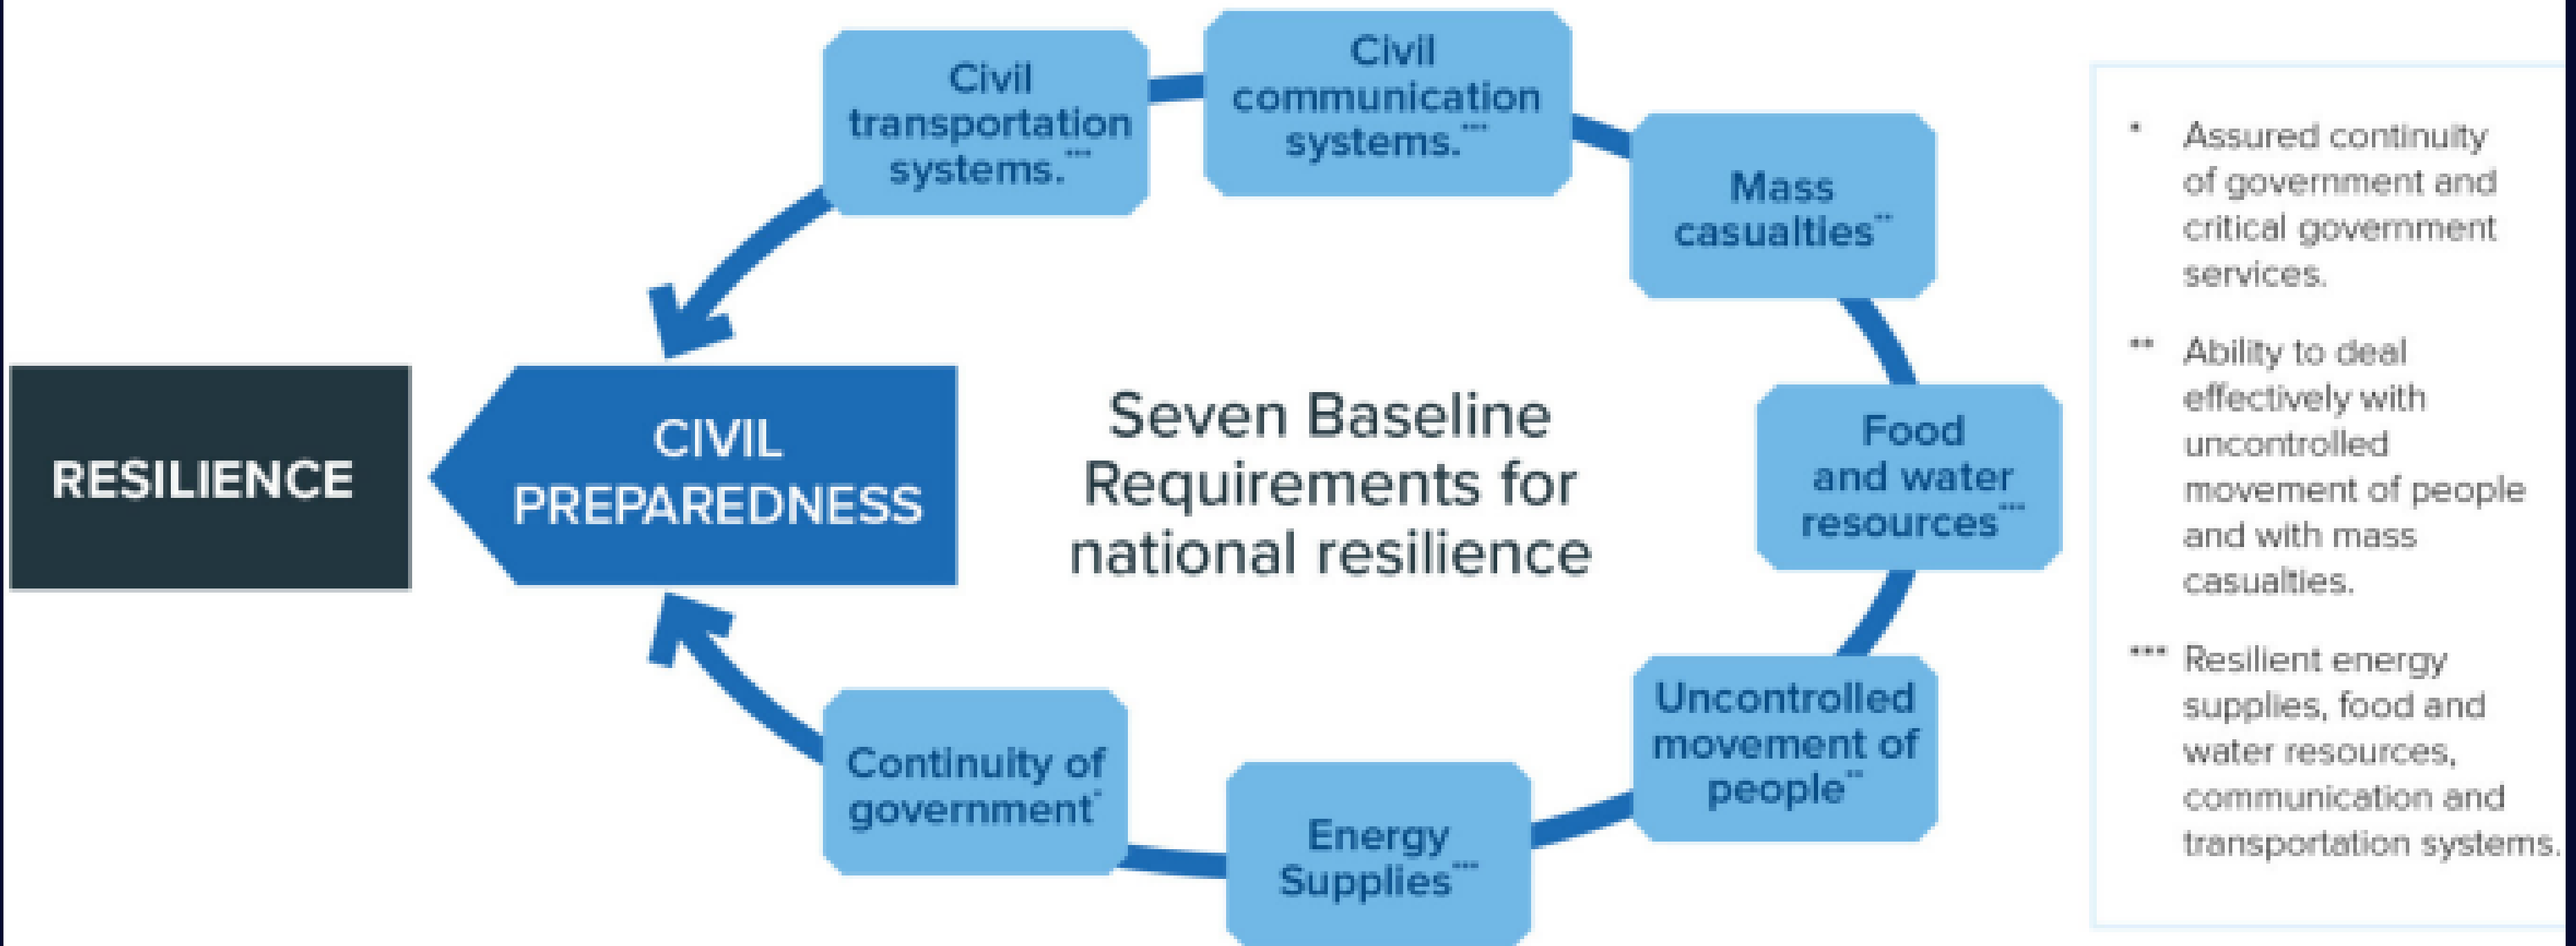 Civil
transportation
systems.***
Civil
communication
systems.***
Mass
casualties**
Food
and water
resources***
Uncontrolled
movement of
people**
Energy
Supplies***
Continuity of
government*
RESILIENCE
CIVIL
PREPAREDNESS
Seven Baseline
Requirements for
national resilience
* Assured continuity
of government and
critical government
services.
** Ability to deal
effectively with
uncontrolled
movement of people
and with mass
casualties.
*** Resilient energy
supplies, food and
water resources,
communication and
transportation systems.